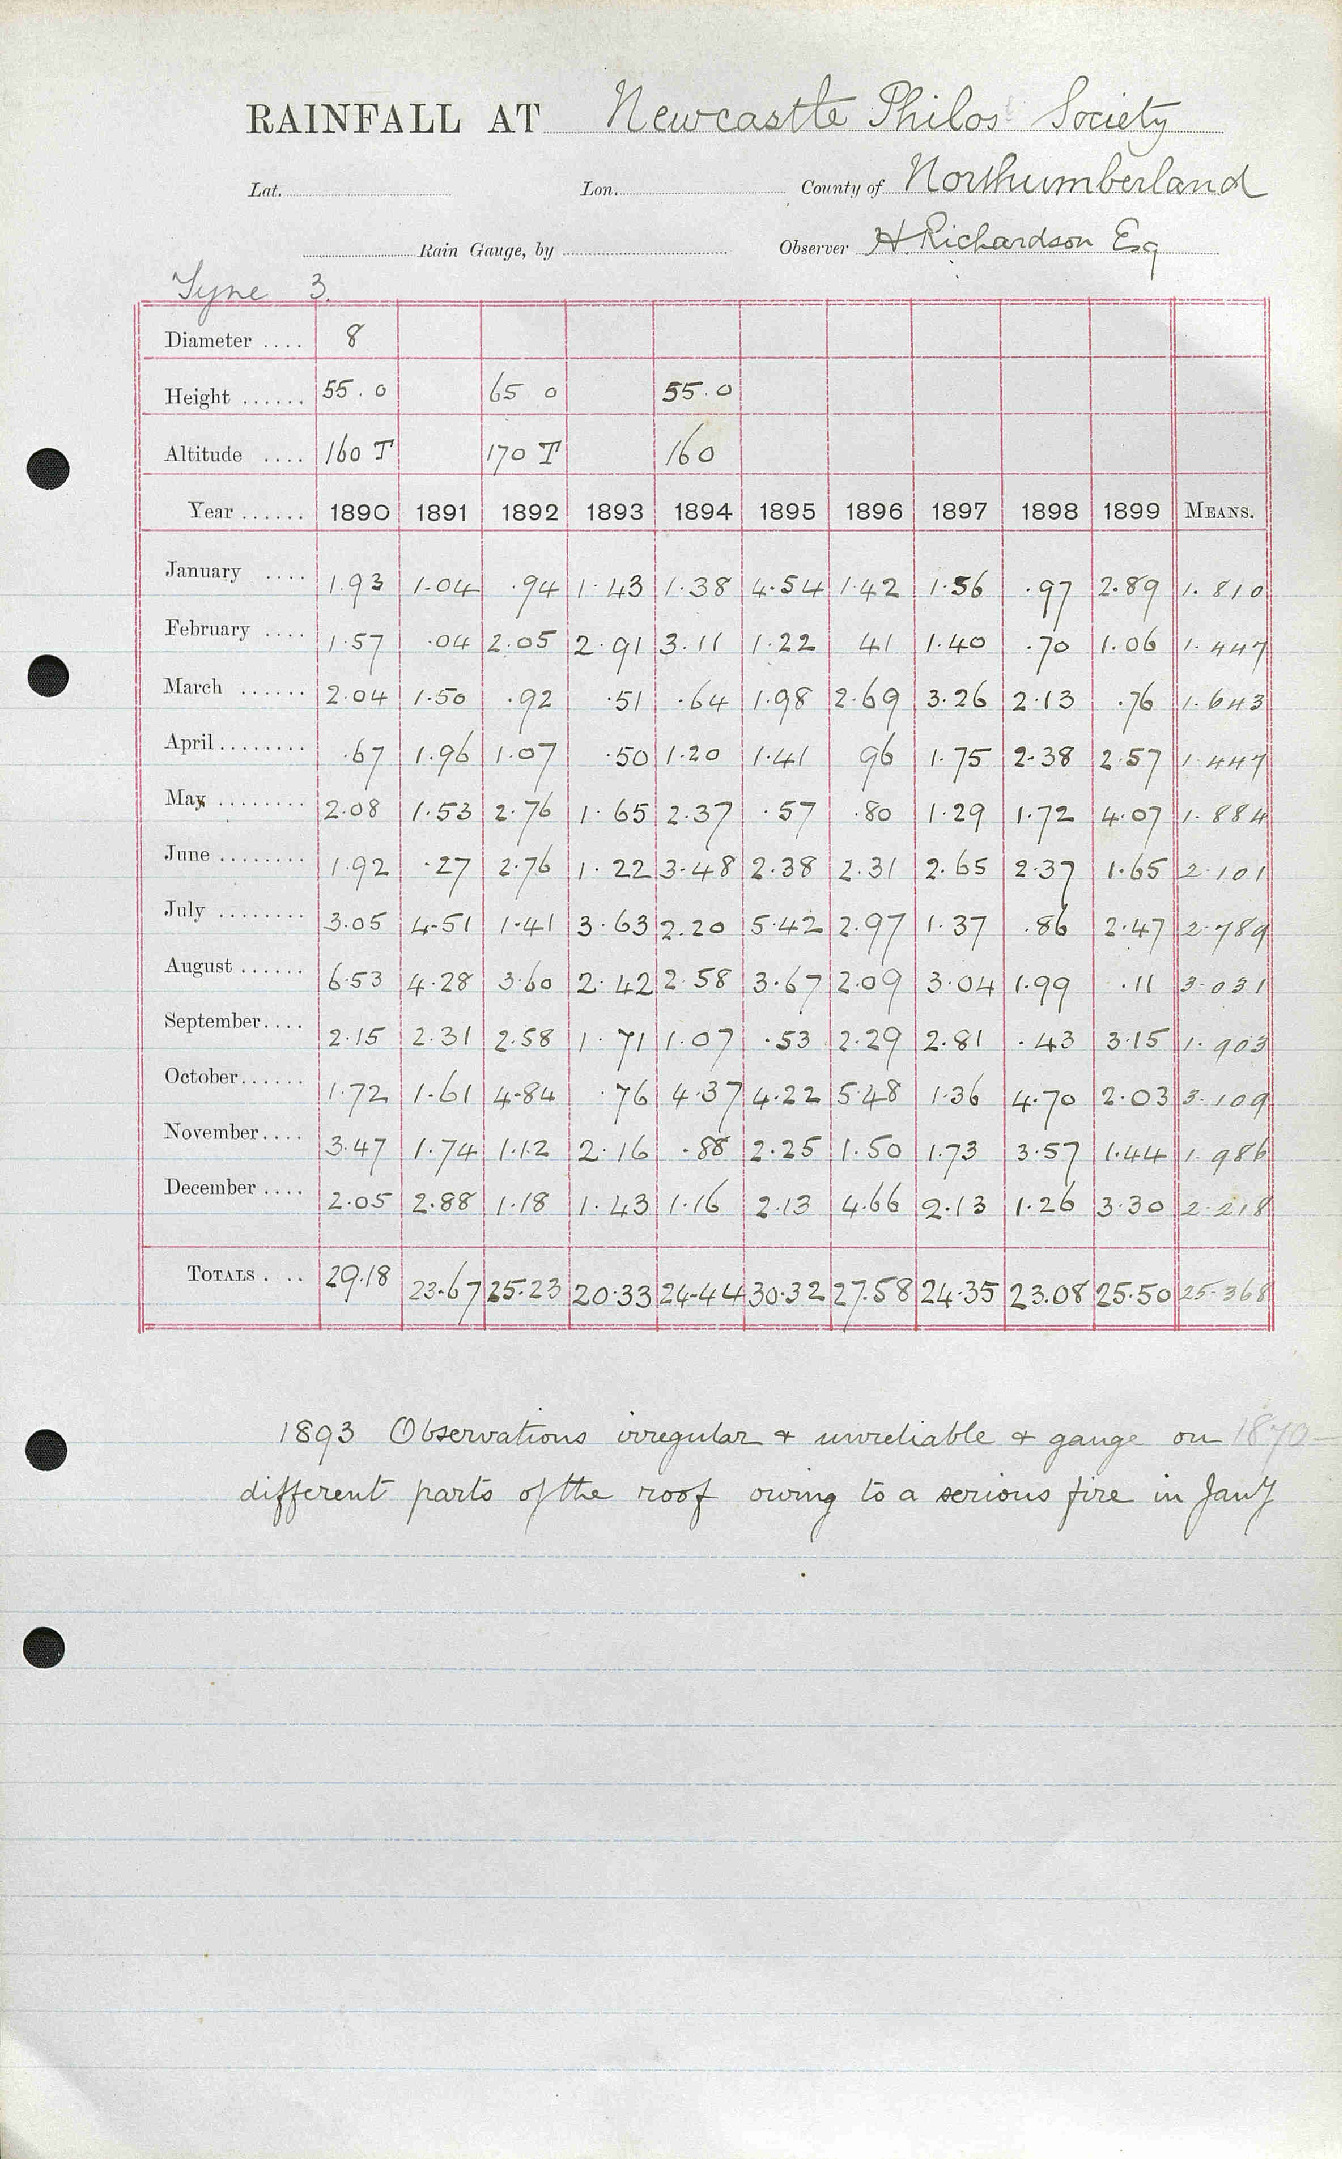 RAINFALL AT Newcastle Philos Society
Lat. Lon. County of Northumberland
Rain Gauge, by Observer H. Richardson Esq
Tyne 3.
Diameter .... 8
Height ...... 55.0 65 0 55.0
Altitude .... 160 T 170 T 160
Year ...... 1890 1891 1892 1893 1894 1895 1896 1897 1898 1899 MEANS.
January .... 1.93 1.04 .94 1.43 1.38 4.54 1.42 1.56 .97 2.89 1.810
February .... 1.57 .04 2.05 2.91 3.11 1.22 41 1.40 .70 1.06 1.447
March ...... 2.04 1.50 .92 .51 .64 1.98 2.69 3.26 2.13 .76 1.643
April ........ .67 1.96 1.07 .50 1.20 1.41 96 1.75 2.38 2.57 1.447
May ........ 2.08 1.53 2.76 1.65 2.37 .57 .80 1.29 1.72 4.07 1.884
June ........ 1.92 .27 2.76 1.22 3.48 2.38 2.31 2.65 2.37 1.65 2.101
July ........ 3.05 4.51 1.41 3.63 2.20 5.42 2.97 1.37 .86 2.47 2.789
August ...... 6.53 4.28 3.60 2.42 2.58 3.67 2.09 3.04 1.99 .11 3.031
September.... 2.15 2.31 2.58 1.71 1.07 .53 2.29 2.81 .43 3.15 1.903
October...... 1.72 1.61 4.84 .76 4.37 4.22 5.48 1.36 4.70 2.03 3.109
November.... 3.47 1.74 1.12 2.16 .88 2.25 1.50 1.73 3.57 1.44 1.986
December .... 2.05 2.88 1.18 1.43 1.16 2.13 4.66 2.13 1.26 3.30 2.218
TOTALS . .. 29.18 23.67 25.23 20.33 24.44 30.32 27.58 24.35 23.08 25.50 25.368
1893 Observations irregular & unreliable & gauge on 1870-
different parts of the roof owing to a serious fire in Jany